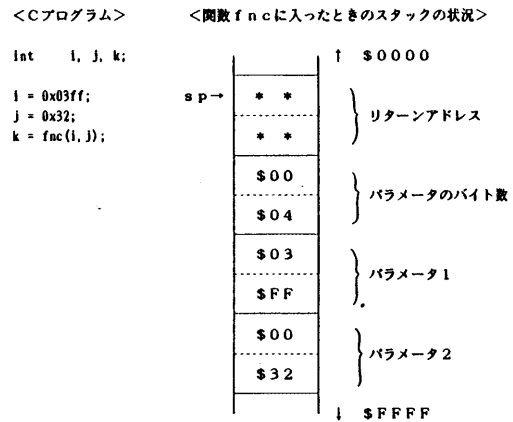 ＜Cプログラム＞
int i, j, k;
i = 0x03ff;
j = 0x32;
k = fnc(i,j);
＜関数ｆｎｃに入ったときのスタックの状況＞
↑ ＄００００
ｓｐ→
＊ ＊
＊ ＊
リターンアドレス
＄００
＄０４
パラメータのバイト数
＄０３
＄ＦＦ
パラメータ１
＄００
＄３２
パラメータ２
↓ ＄ＦＦＦＦ